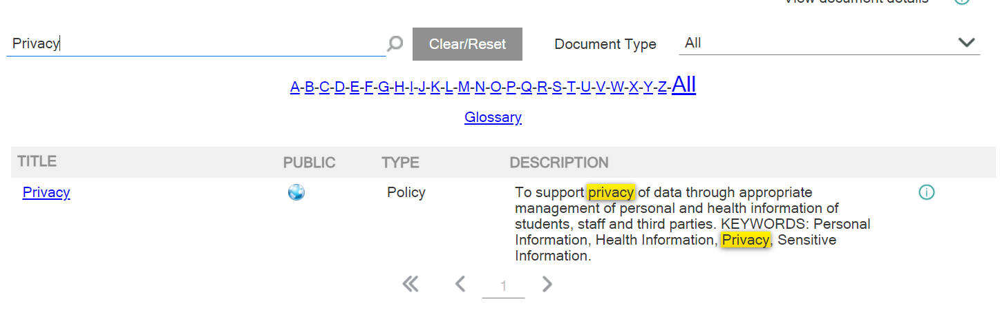 View document details
Privacy
Clear/Reset
Document Type
All
A-B-C-D-E-F-G-H-I-J-K-L-M-N-O-P-Q-R-S-T-U-V-W-X-Y-Z-All
Glossary
TITLE PUBLIC TYPE DESCRIPTION
Privacy Policy To support privacy of data through appropriate
management of personal and health information of
students, staff and third parties. KEYWORDS: Personal
Information, Health Information, Privacy, Sensitive
Information.
1